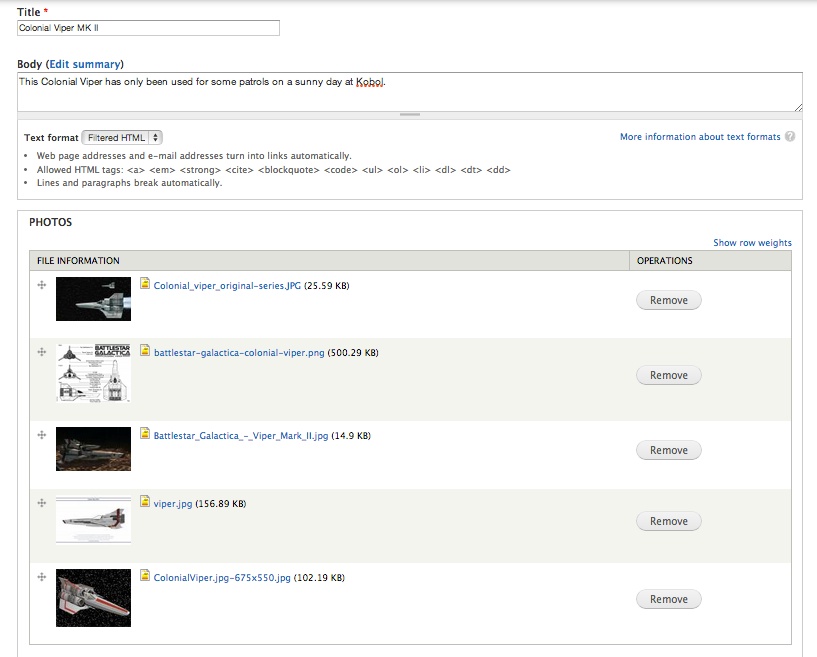 Title *
Colonial Viper MK II
Body (Edit summary)
This Colonial Viper has only been used for some patrols on a sunny day at Kobol.
Text format Filtered HTML
More information about text formats ?
Web page addresses and e-mail addresses turn into links automatically.
Allowed HTML tags: <a> <em> <strong> <cite> <blockquote> <code> <ul> <ol> <li> <dl> <dt> <dd>
Lines and paragraphs break automatically.
PHOTOS
Show row weights
FILE INFORMATION OPERATIONS
Colonial_viper_original-series.JPG (25.59 KB)
Remove
BATTLESTAR
GALACTICA
battlestar-galactica-colonial-viper.png (500.29 KB)
Remove
Battlestar_Galactica_-_Viper_Mark_II.jpg (14.9 KB)
Remove
viper.jpg (156.89 KB)
Remove
ColonialViper.jpg-675x550.jpg (102.19 KB)
Remove